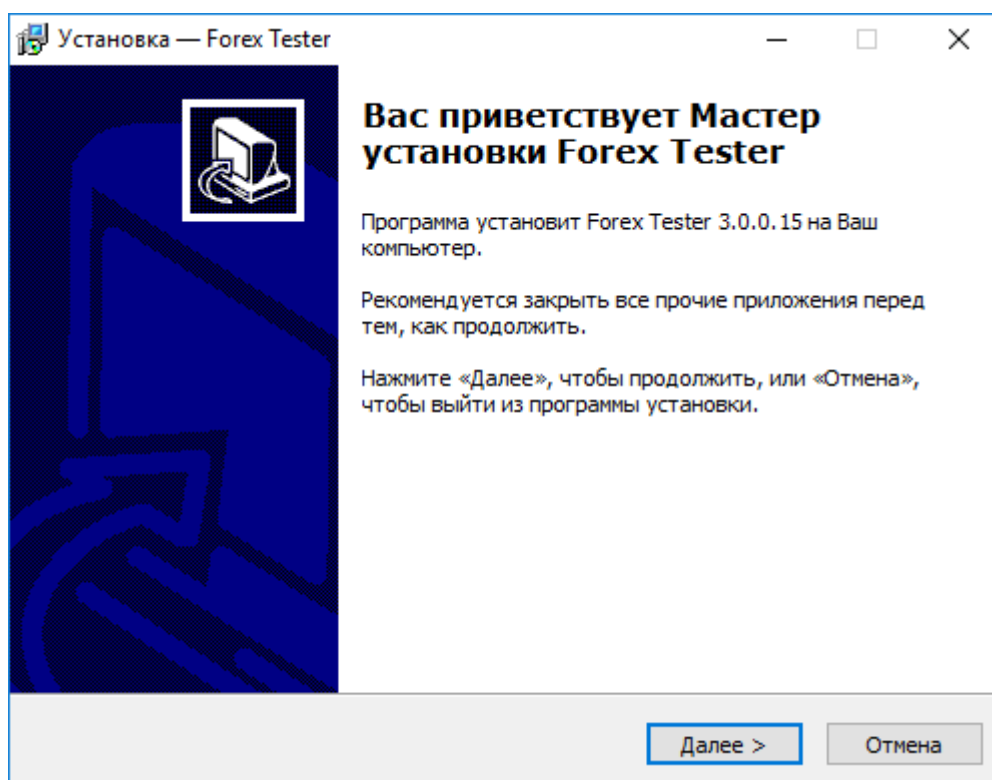 Установка — Forex Tester
Вас приветствует Мастер
установки Forex Tester
Программа установит Forex Tester 3.0.0.15 на Ваш
компьютер.
Рекомендуется закрыть все прочие приложения перед
тем, как продолжить.
Нажмите «Далее», чтобы продолжить, или «Отмена»,
чтобы выйти из программы установки.
Далее >
Отмена